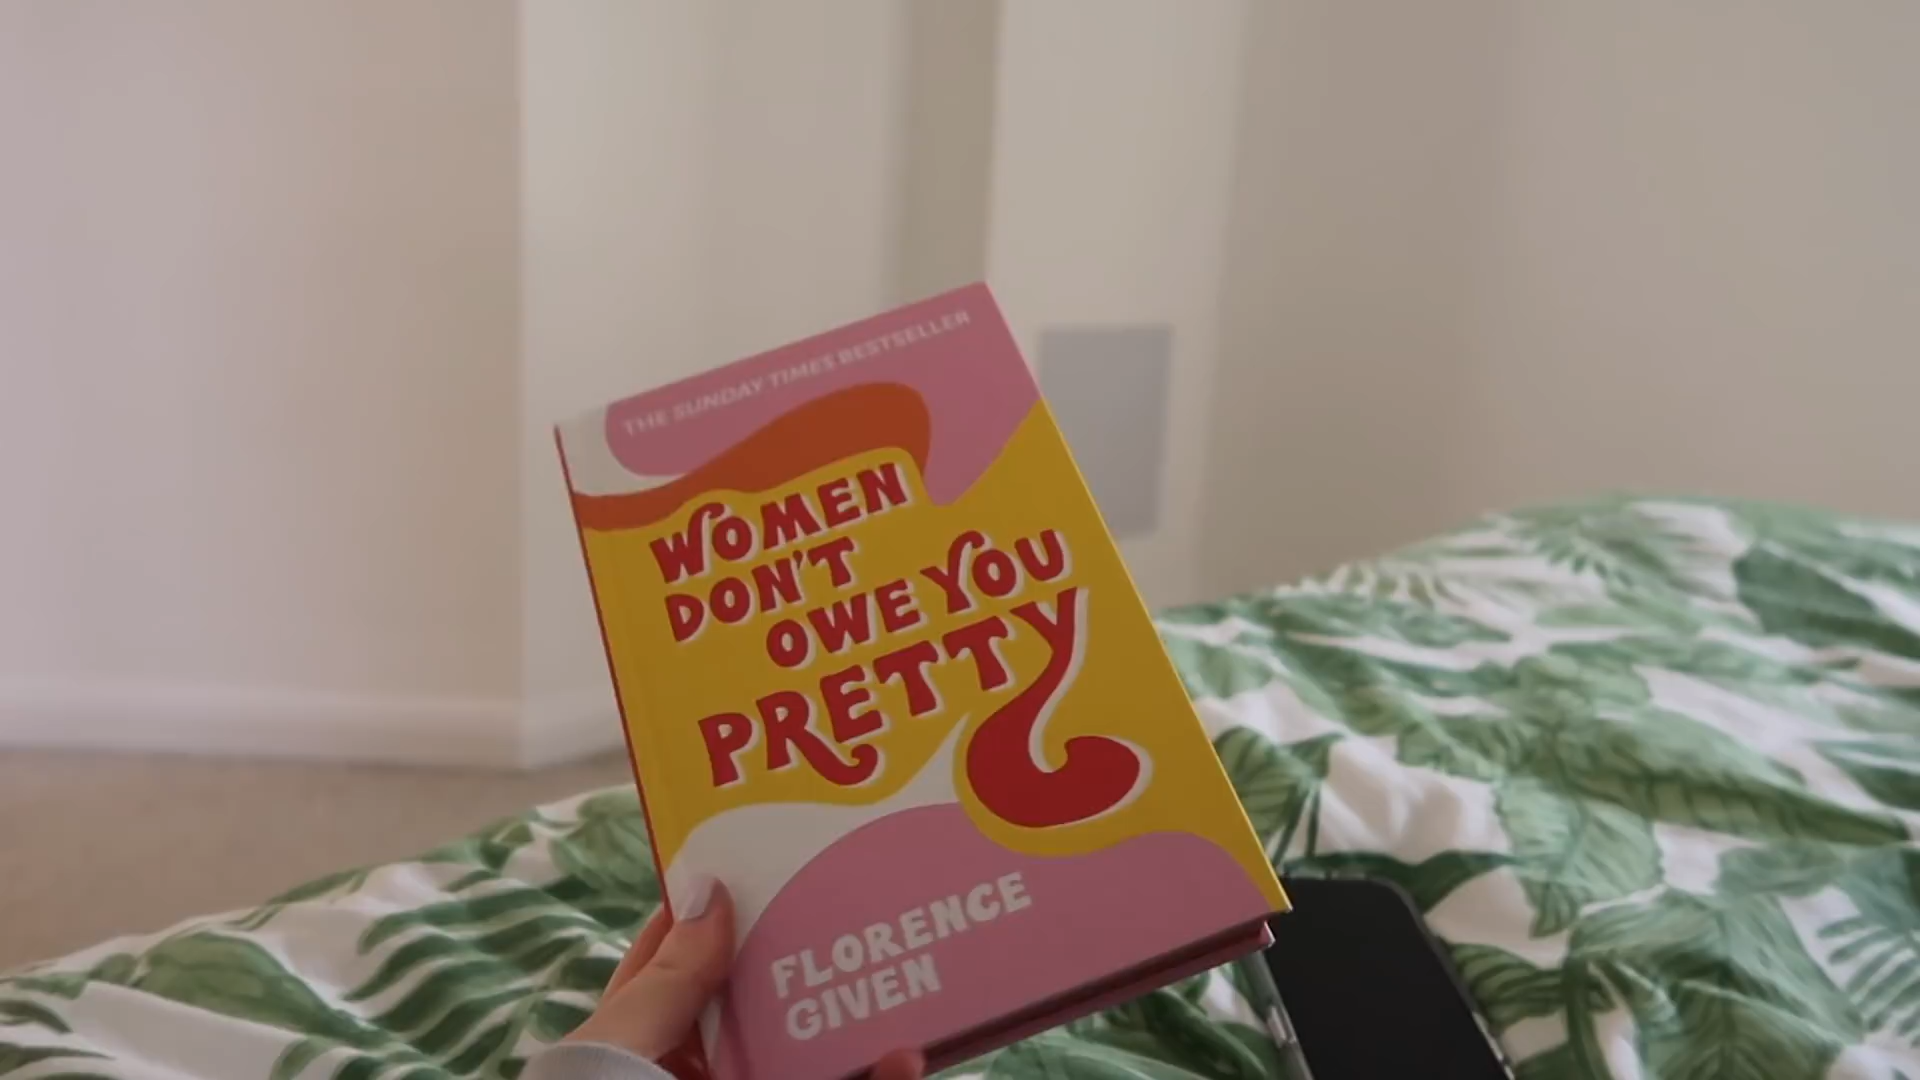 THE SUNDAY TIMES BESTSELLER
WOMEN
DON'T
OWE YOU
PRETTY
FLORENCE
GIVEN